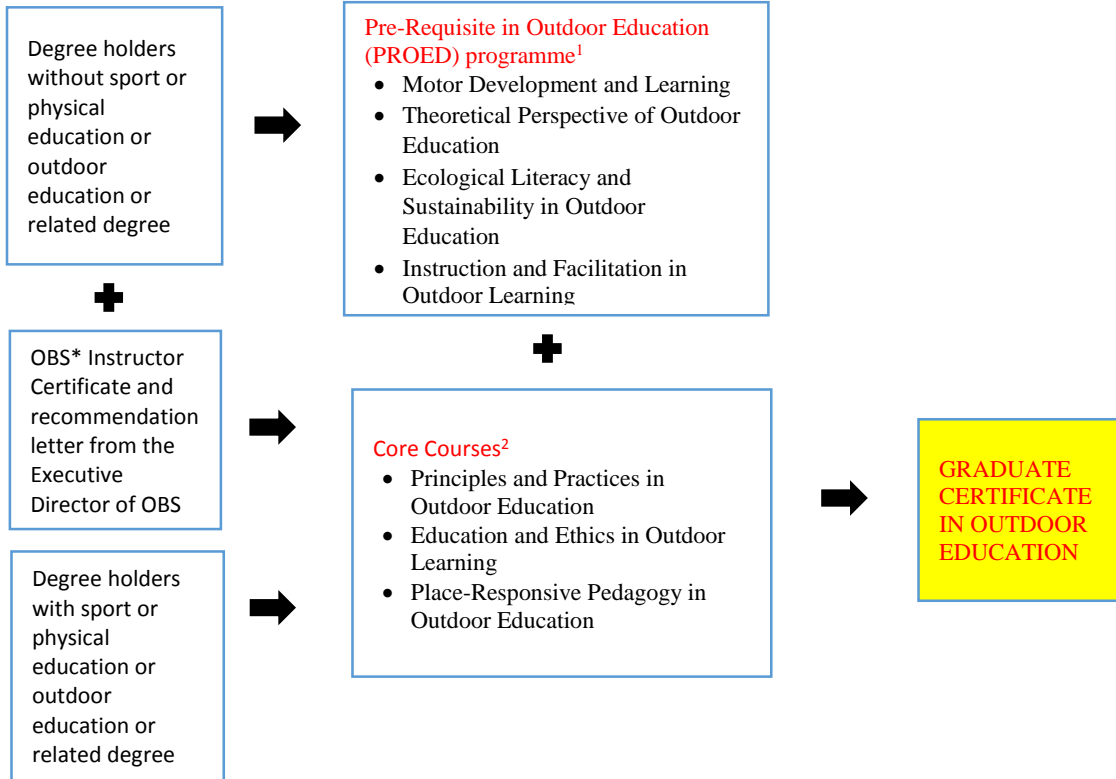 Degree holders
without sport or
physical
education or
outdoor
education or
related degree
Pre-Requisite in Outdoor Education
(PROED) programme¹
• Motor Development and Learning
• Theoretical Perspective of Outdoor
Education
• Ecological Literacy and
Sustainability in Outdoor
Education
• Instruction and Facilitation in
Outdoor Learning
OBS* Instructor
Certificate and
recommendation
letter from the
Executive
Director of OBS
Core Courses²
• Principles and Practices in
Outdoor Education
• Education and Ethics in Outdoor
Learning
• Place-Responsive Pedagogy in
Outdoor Education
GRADUATE
CERTIFICATE
IN OUTDOOR
EDUCATION
Degree holders
with sport or
physical
education or
outdoor
education or
related degree